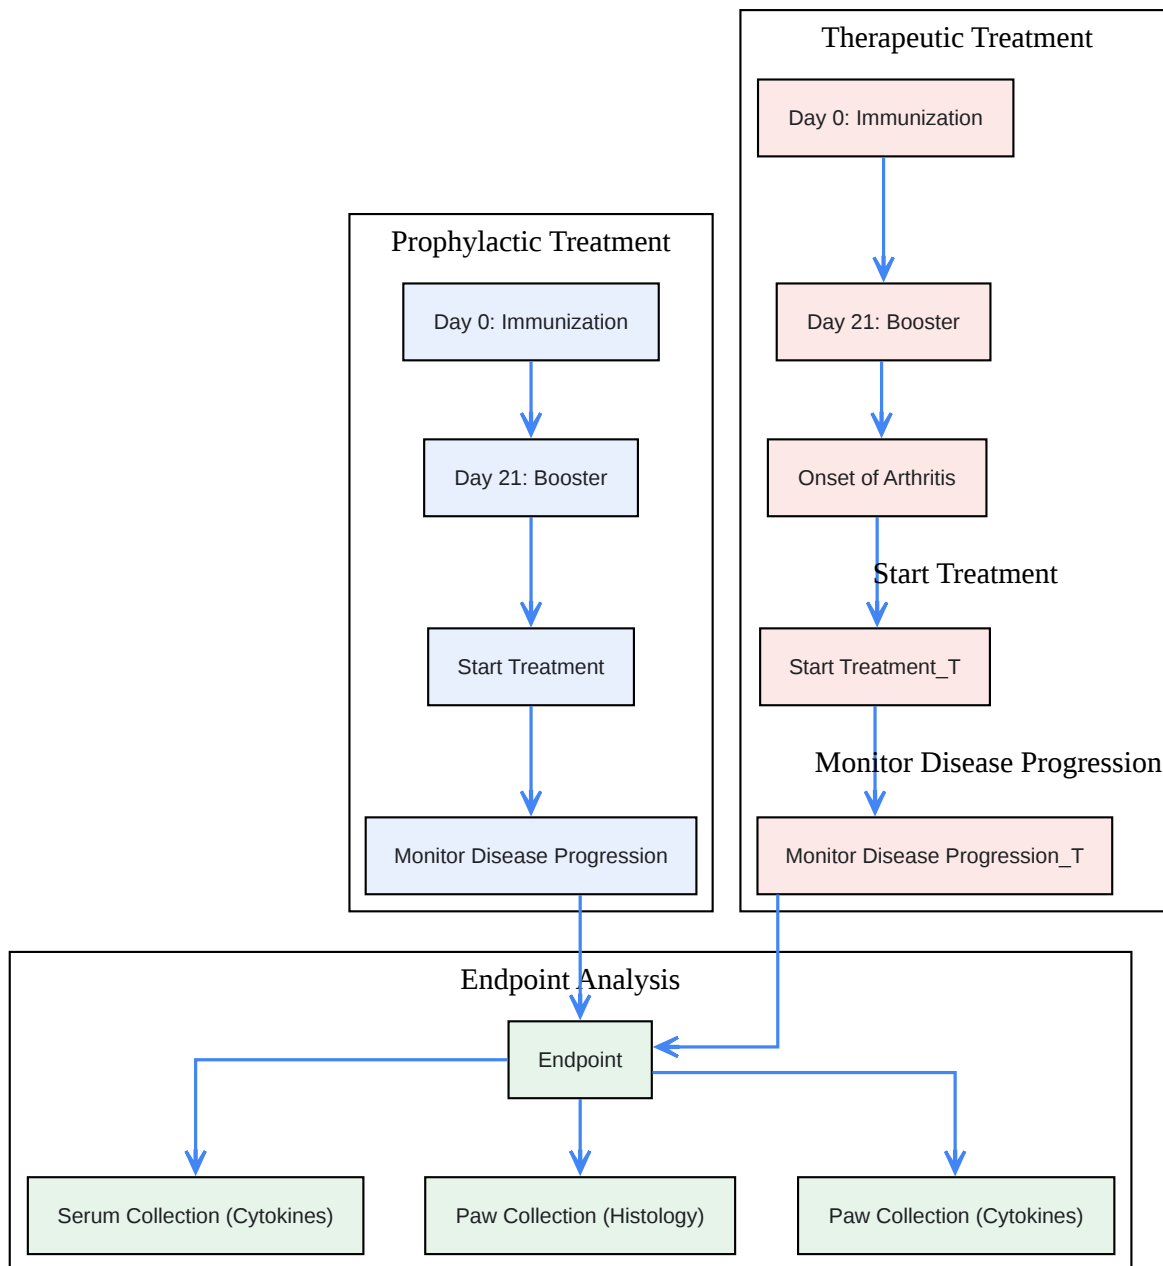 Therapeutic Treatment
Day 0: Immunization
Prophylactic Treatment
Day 0: Immunization
Day 21: Booster
Day 21: Booster
Onset of Arthritis
Start Treatment
Start Treatment
Start Treatment_T
Monitor Disease Progression
Monitor Disease Progression
Monitor Disease Progression_T
Endpoint Analysis
Endpoint
Serum Collection (Cytokines)
Paw Collection (Histology)
Paw Collection (Cytokines)